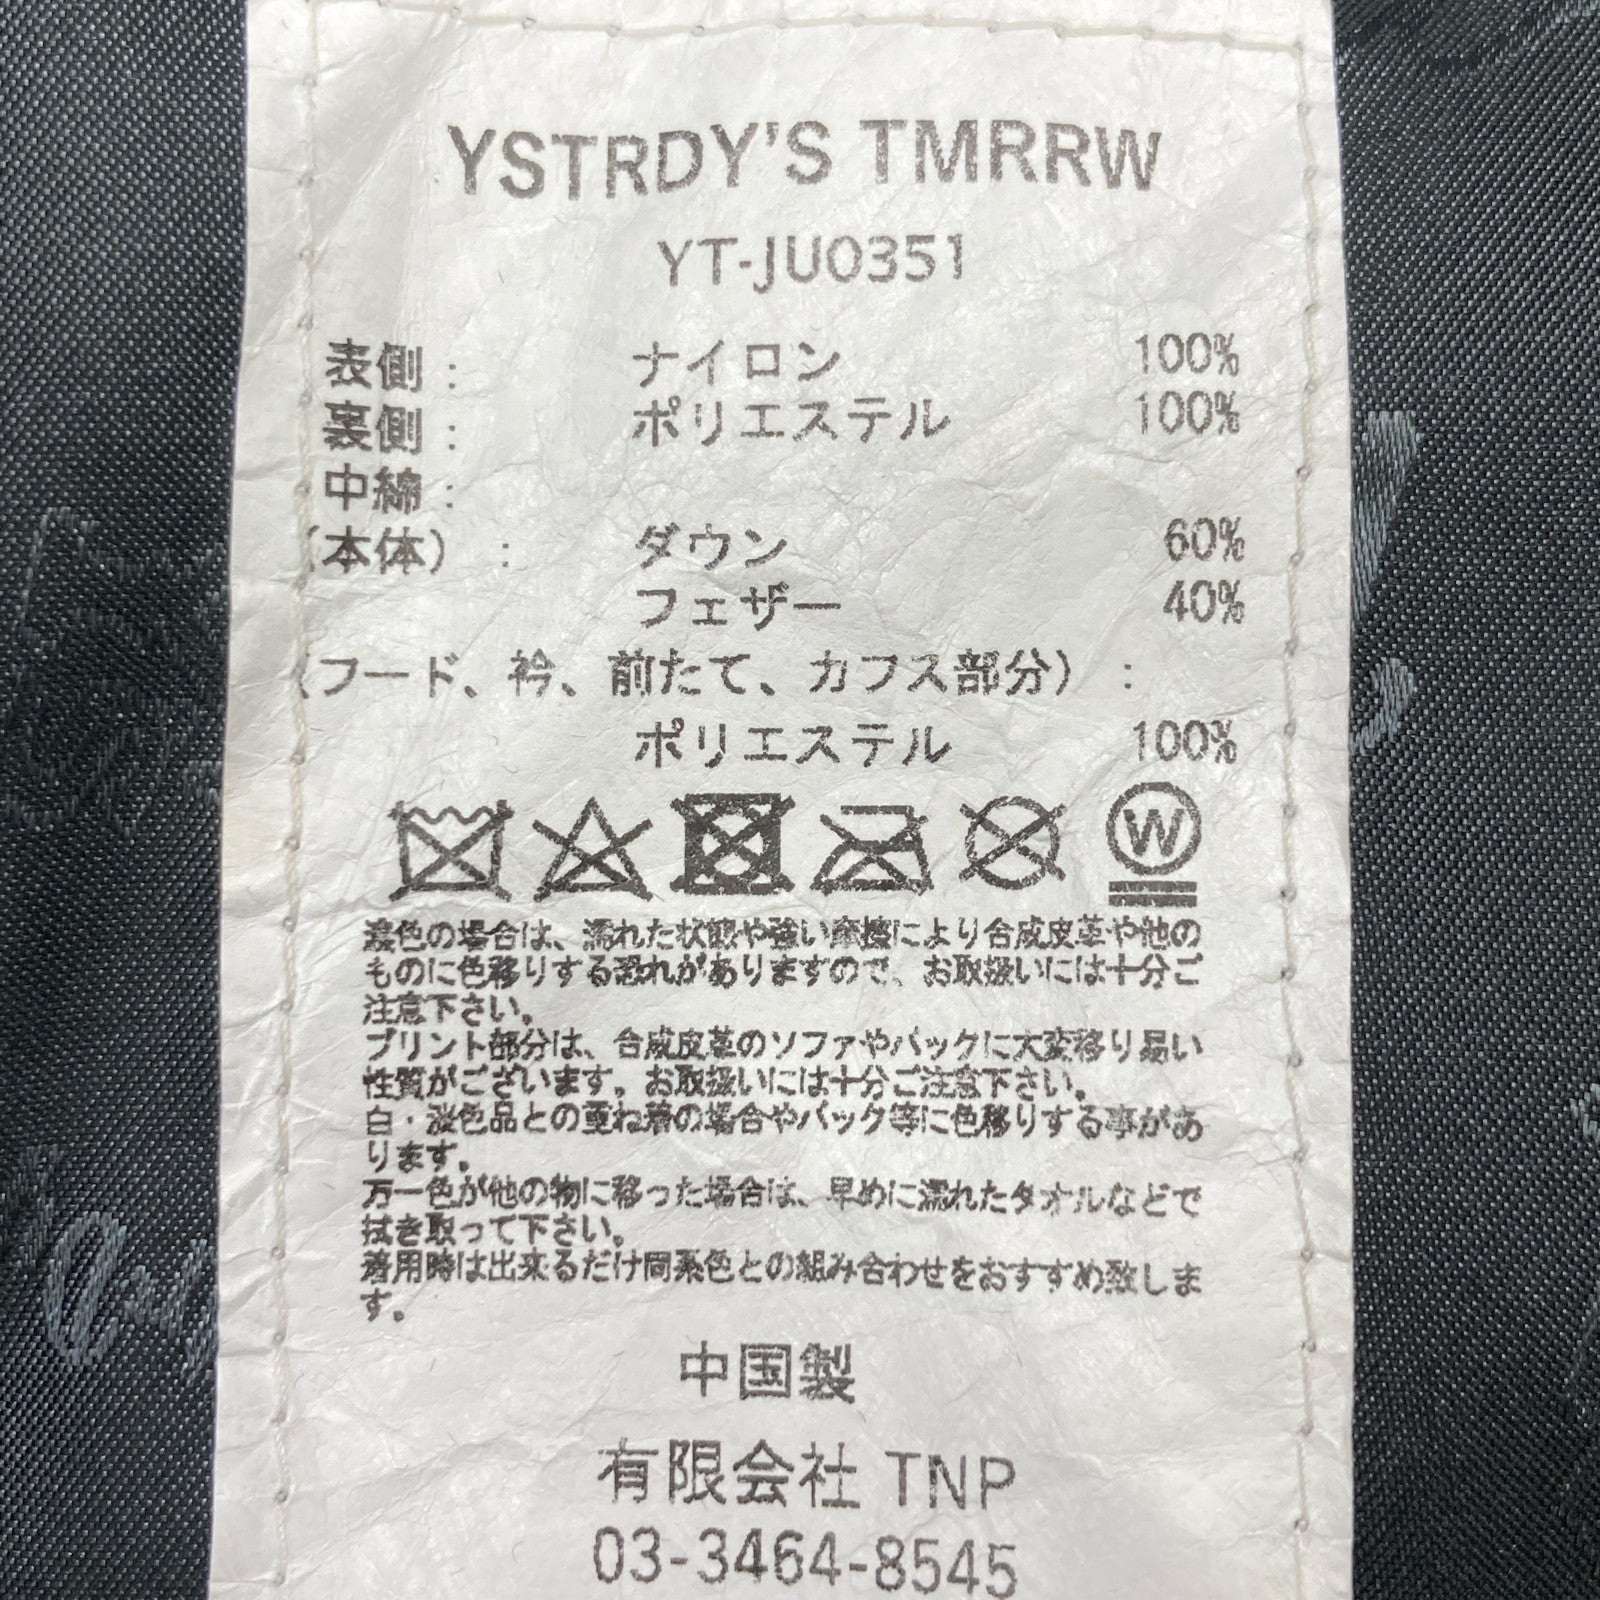 YSTRDY'S TMRRW
YT-JU0351
表側： ナイロン 100%
裏側： ポリエステル 100%
中綿：
（本体）： ダウン 60%
フェザー 40%
（フード、衿、前たて、カフス部分）：
ポリエステル 100%
W
濃色の場合は、濡れた状態や強い摩擦により合成皮革や他の
ものに色移りする恐れがありますので、お取扱いには十分ご
注意下さい。
プリント部分は、合成皮革のソファやバックに大変移り易い
性質がございます。お取扱いには十分ご注意下さい。
白・淡色品との重ね着の場合やバック等に色移りする事があ
ります。
万一色が他の物に移った場合は、早めに濡れたタオルなどで
拭き取って下さい。
着用時は出来るだけ同系色との組み合わせをおすすめ致しま
す。
中国製
有限会社 TNP
03-3464-8545